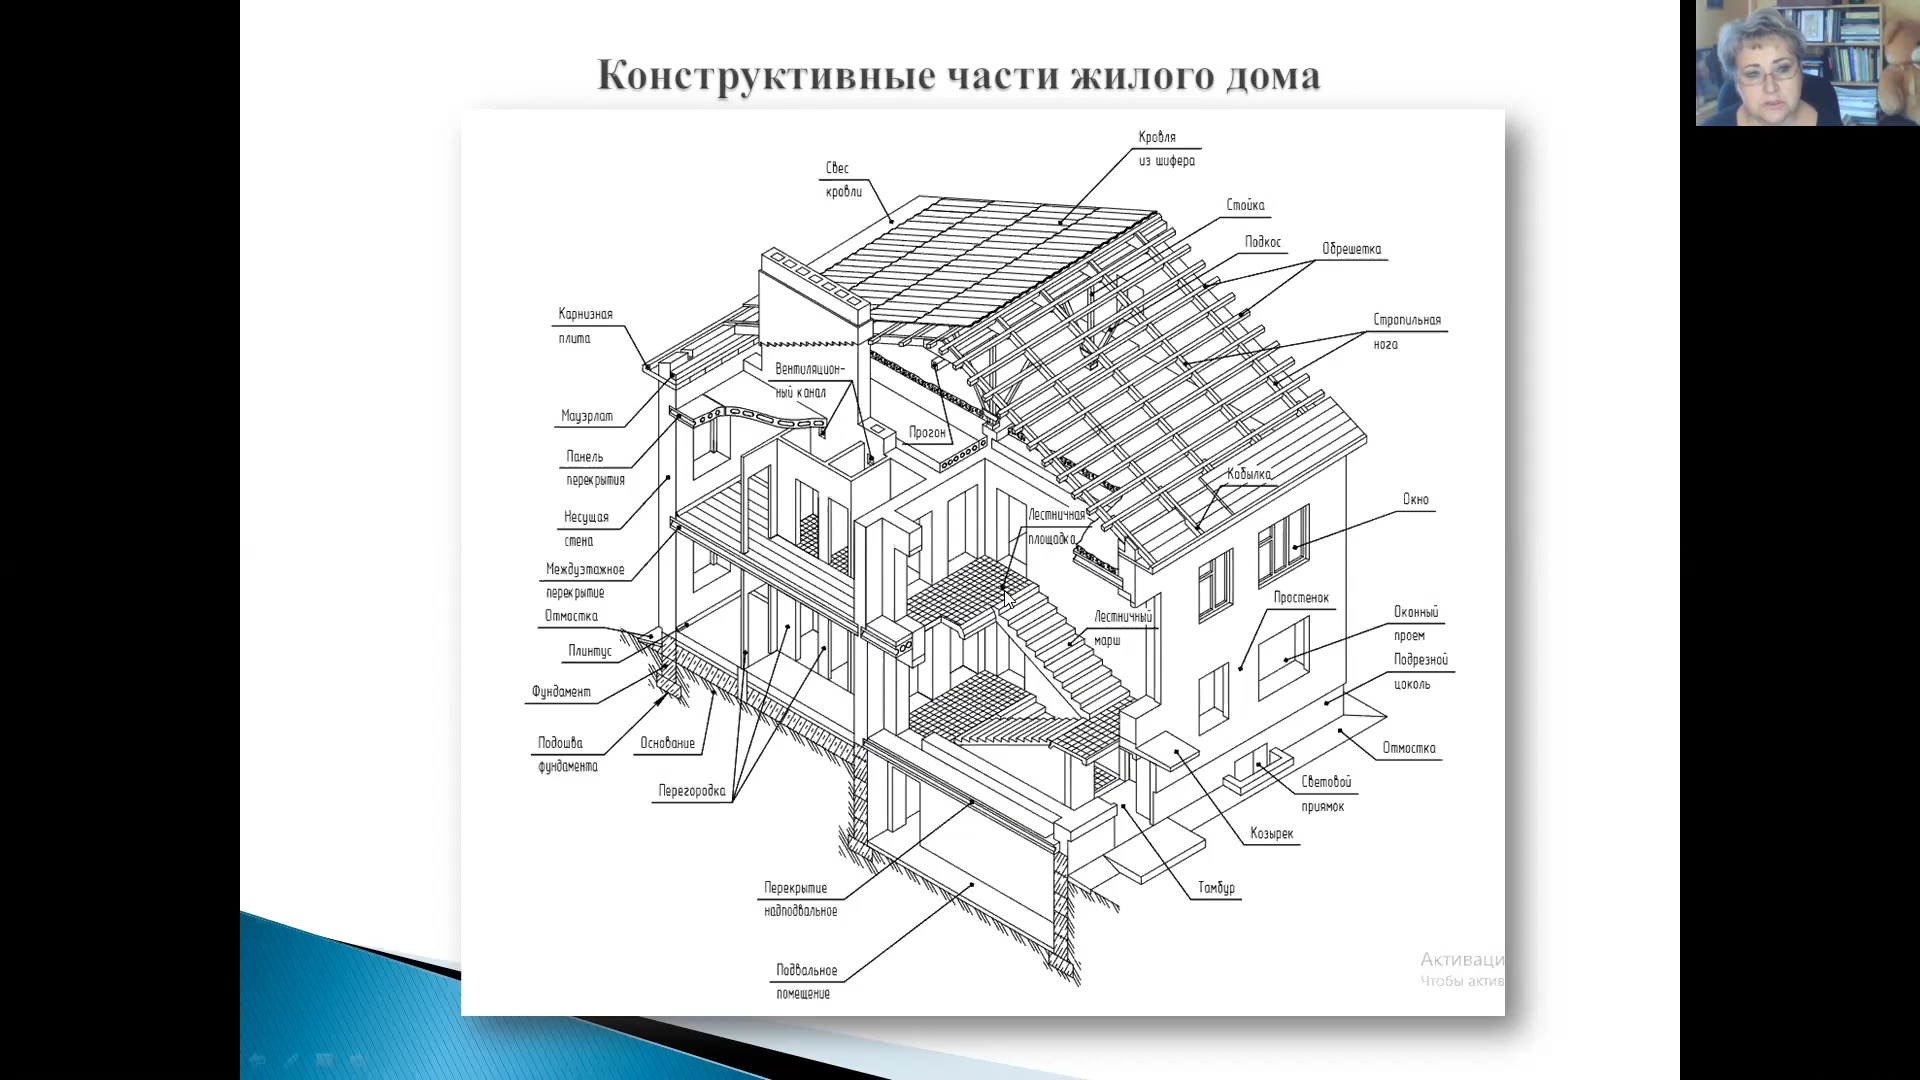 Конструктивные части жилого дома
Кровля
из шифера
Свес
кровли
Стойка
Подкос
Обрешетка
Карнизная
плита
Стропильная
нога
Вентиляцион-
ный канал
Мауэрлат
Прогон
Панель
перекрытия
Кобылка
Окно
Несущая
стена
Лестничная
площадка
Междуэтажное
перекрытие
Простенок
Отмостка
Лестничный
марш
Оконный
проем
Плинтус
Подрезной
цоколь
Фундамент
Подошва
фундамента
Основание
Отмостка
Перегородка
Световой
приямок
Козырек
Перекрытие
надподвальное
Тамбур
Подвальное
помещение
Активаци
Чтобы актив